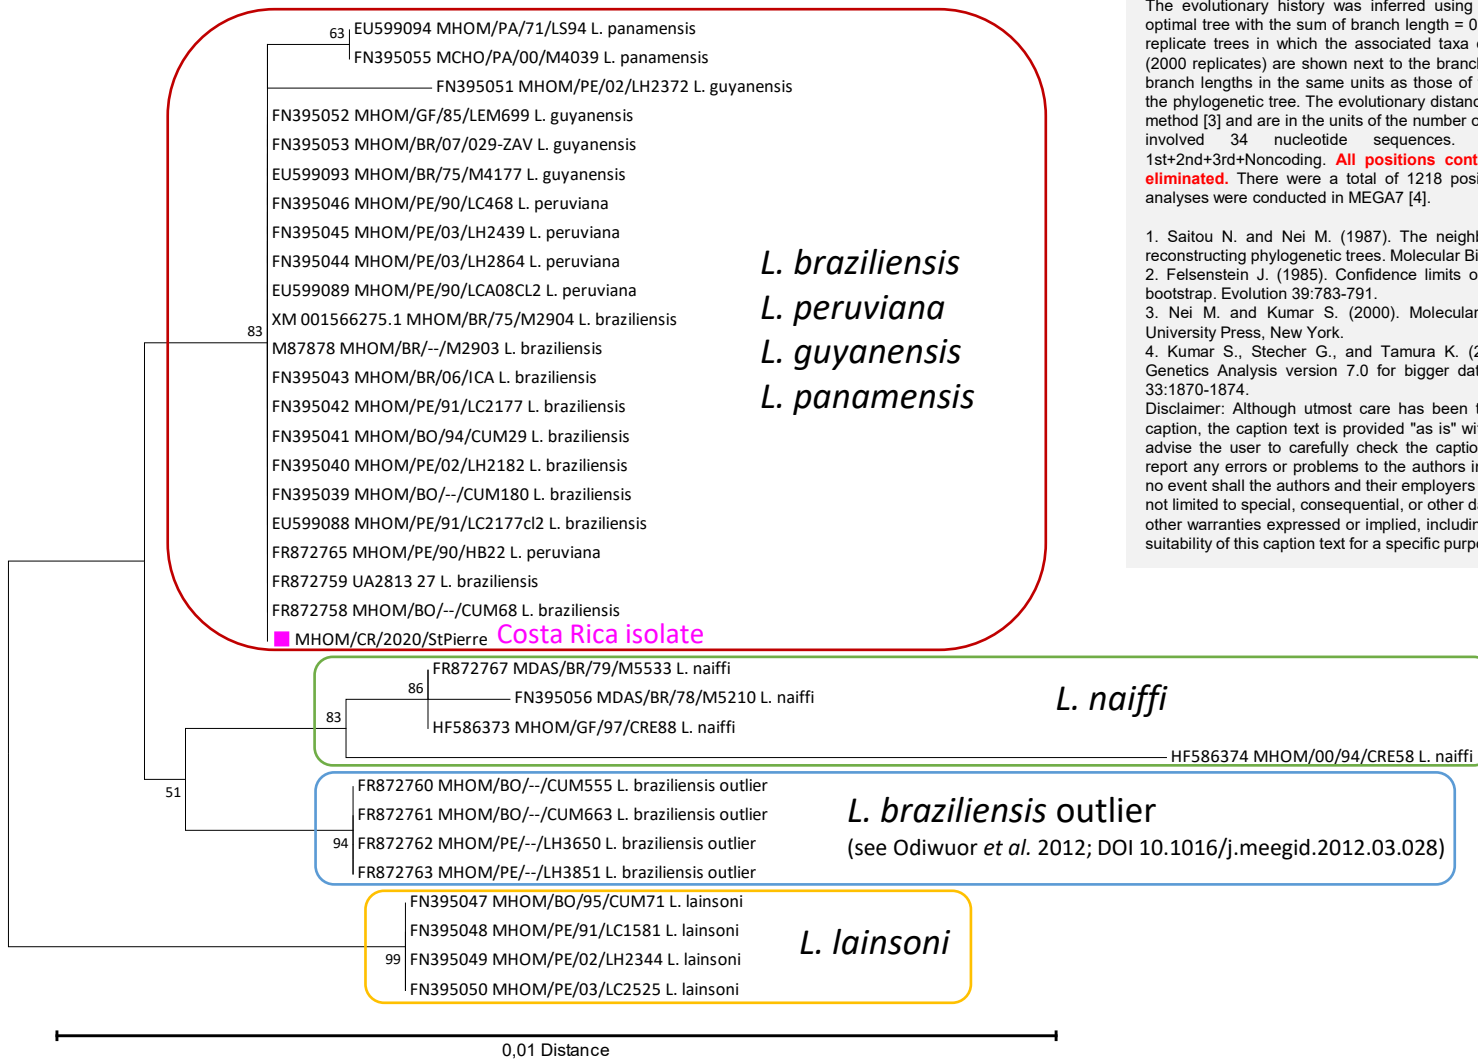 63
EU599094 MHOM/PA/71/LS94 L. panamensis
FN395055 MCHO/PA/00/M4039 L. panamensis
FN395051 MHOM/PE/02/LH2372 L. guyanensis
FN395052 MHOM/GF/85/LEM699 L. guyanensis
FN395053 MHOM/BR/07/029-ZAV L. guyanensis
EU599093 MHOM/BR/75/M4177 L. guyanensis
FN395046 MHOM/PE/90/LC468 L. peruviana
FN395045 MHOM/PE/03/LH2439 L. peruviana
FN395044 MHOM/PE/03/LH2864 L. peruviana
EU599089 MHOM/PE/90/LCA08CL2 L. peruviana
XM 001566275.1 MHOM/BR/75/M2904 L. braziliensis
83
M87878 MHOM/BR/--/M2903 L. braziliensis
FN395043 MHOM/BR/06/ICA L. braziliensis
FN395042 MHOM/PE/91/LC2177 L. braziliensis
FN395041 MHOM/BO/94/CUM29 L. braziliensis
FN395040 MHOM/PE/02/LH2182 L. braziliensis
FN395039 MHOM/BO/--/CUM180 L. braziliensis
EU599088 MHOM/PE/91/LC2177cl2 L. braziliensis
FR872765 MHOM/PE/90/HB22 L. peruviana
FR872759 UA2813 27 L. braziliensis
FR872758 MHOM/BO/--/CUM68 L. braziliensis
MHOM/CR/2020/StPierre Costa Rica isolate
L. braziliensis
L. peruviana
L. guyanensis
L. panamensis
FR872767 MDAS/BR/79/M5533 L. naiffi
86
FN395056 MDAS/BR/78/M5210 L. naiffi
83
HF586373 MHOM/GF/97/CRE88 L. naiffi
HF586374 MHOM/00/94/CRE58 L. naiffi
L. naiffi
51
FR872760 MHOM/BO/--/CUM555 L. braziliensis outlier
FR872761 MHOM/BO/--/CUM663 L. braziliensis outlier
94
FR872762 MHOM/PE/--/LH3650 L. braziliensis outlier
FR872763 MHOM/PE/--/LH3851 L. braziliensis outlier
L. braziliensis outlier
(see Odiwuor et al. 2012; DOI 10.1016/j.meegid.2012.03.028)
FN395047 MHOM/BO/95/CUM71 L. lainsoni
FN395048 MHOM/PE/91/LC1581 L. lainsoni
99
FN395049 MHOM/PE/02/LH2344 L. lainsoni
FN395050 MHOM/PE/03/LC2525 L. lainsoni
L. lainsoni
0,01 Distance
The evolutionary history was inferred using
optimal tree with the sum of branch length = 0
replicate trees in which the associated taxa
(2000 replicates) are shown next to the branc
branch lengths in the same units as those of
the phylogenetic tree. The evolutionary distanc
method [3] and are in the units of the number o
involved 34 nucleotide sequences.
1st+2nd+3rd+Noncoding. All positions cont
eliminated. There were a total of 1218 posi
analyses were conducted in MEGA7 [4].
1. Saitou N. and Nei M. (1987). The neighb
reconstructing phylogenetic trees. Molecular Bi
2. Felsenstein J. (1985). Confidence limits o
bootstrap. Evolution 39:783-791.
3. Nei M. and Kumar S. (2000). Molecular
University Press, New York.
4. Kumar S., Stecher G., and Tamura K. (2
Genetics Analysis version 7.0 for bigger dat
33:1870-1874.
Disclaimer: Although utmost care has been t
caption, the caption text is provided "as is" wi
advise the user to carefully check the captio
report any errors or problems to the authors i
no event shall the authors and their employers
not limited to special, consequential, or other d
other warranties expressed or implied, includin
suitability of this caption text for a specific purp